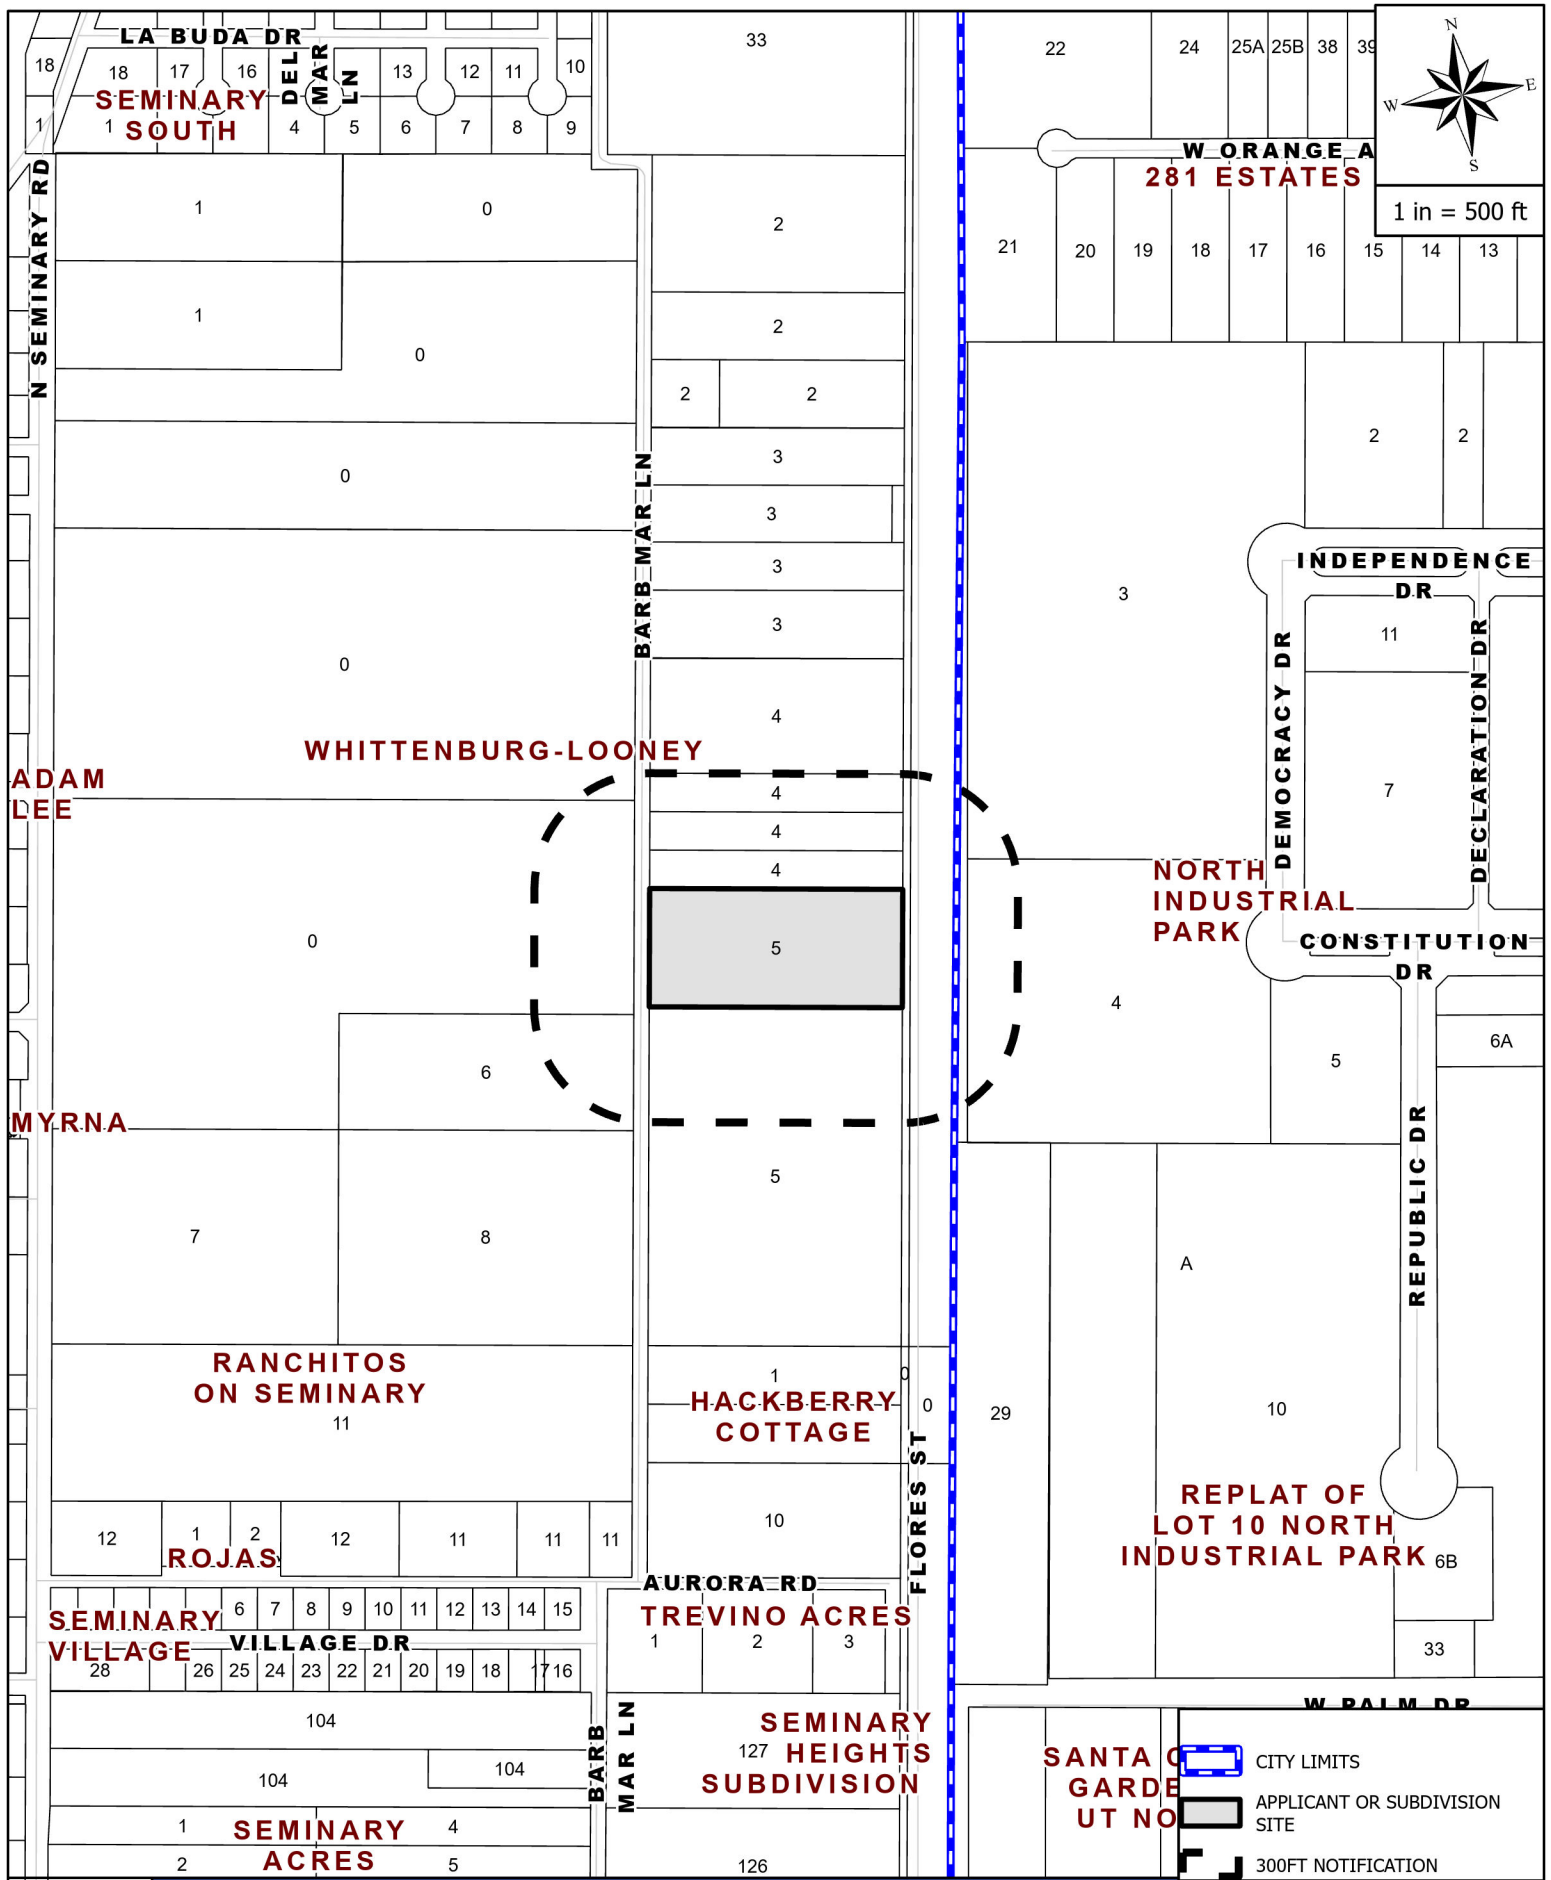 LA BUDA DR
33
22
24
25A
25B
38
39
N
E
W
S
1 in = 500 ft
18
18
17
16
DEL
MAR
LN
13
12
11
10
SEMINARY
SOUTH
1
1
4
5
6
7
8
9
W ORANGE A
281 ESTATES
N SEMINARY RD
1
0
2
21
20
19
18
17
16
15
14
13
1
0
2
2
2
0
3
2
2
BARB MAR LN
3
3
3
0
3
INDEPENDENCE
DR
11
DEMOCRACY DR
DECLARATION DR
4
WHITTENBURG-LOONEY
ADAM
LEE
4
4
4
7
NORTH
INDUSTRIAL
PARK
0
5
CONSTITUTION
DR
4
5
6A
6
MYRNA
5
7
8
A
REPUBLIC DR
RANCHITOS
ON SEMINARY
11
1
0
HACKBERRY
COTTAGE
0
29
10
FLORES ST
REPLAT OF
LOT 10 NORTH
INDUSTRIAL PARK
6B
12
1
2
12
11
11
11
ROJAS
10
AURORA RD
TREVINO ACRES
1
2
3
33
6
7
8
9
10
11
12
13
14
15
SEMINARY
VILLAGE
VILLAGE DR
28
26
25
24
23
22
21
20
19
18
17
16
W PALM DR
104
104
104
BARB
MAR LN
SEMINARY
HEIGHTS
SUBDIVISION
127
SANTA
GARDE
UT NO
CITY LIMITS
APPLICANT OR SUBDIVISION
SITE
300FT NOTIFICATION
1
4
SEMINARY
ACRES
2
5
126